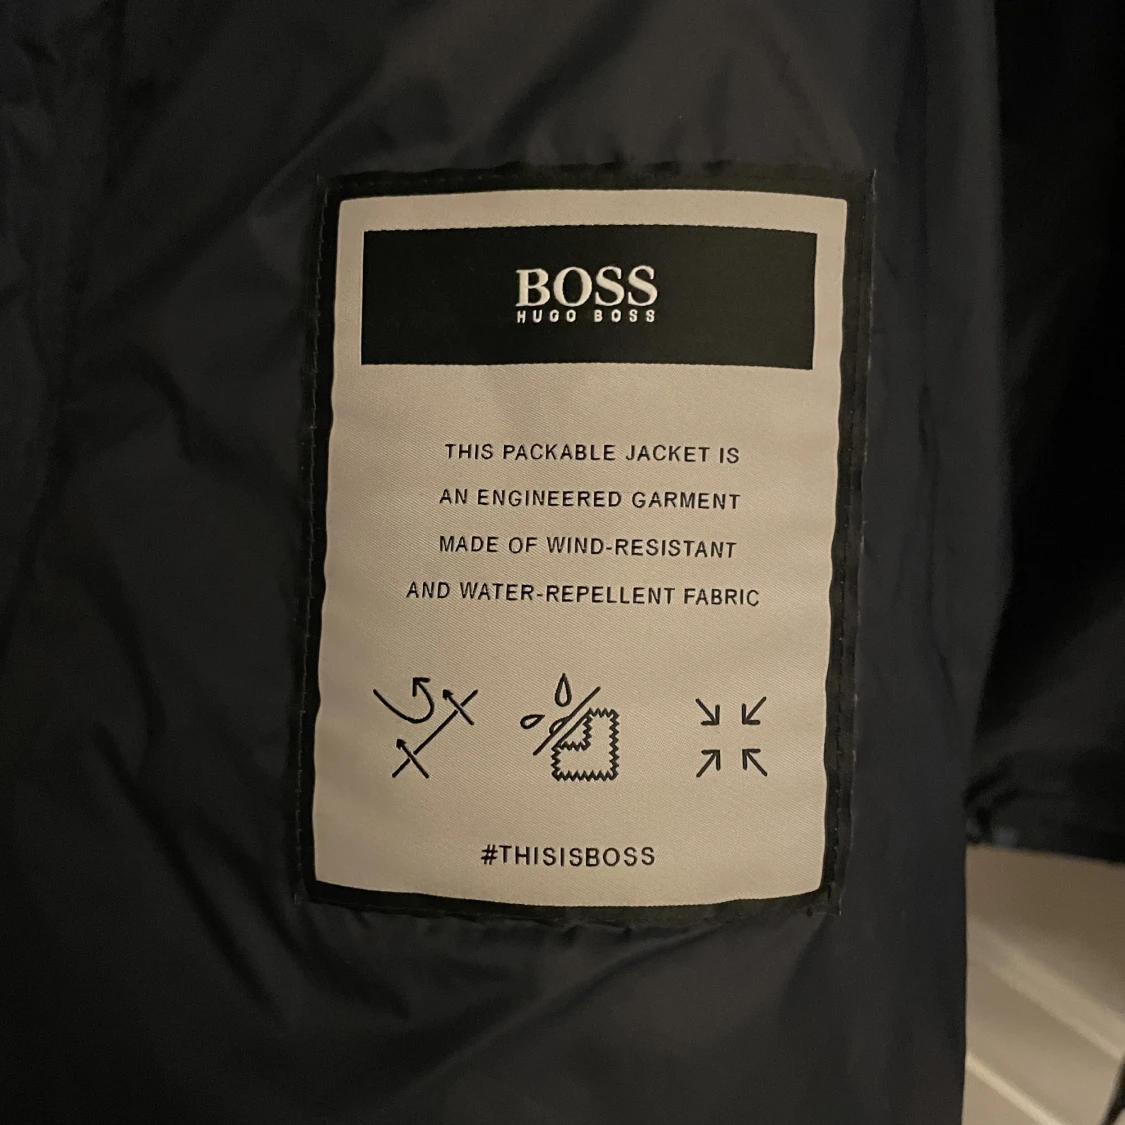 BOSS
HUGO BOSS
THIS PACKABLE JACKET IS
AN ENGINEERED GARMENT
MADE OF WIND-RESISTANT
AND WATER-REPELLENT FABRIC
#THISISBOSS